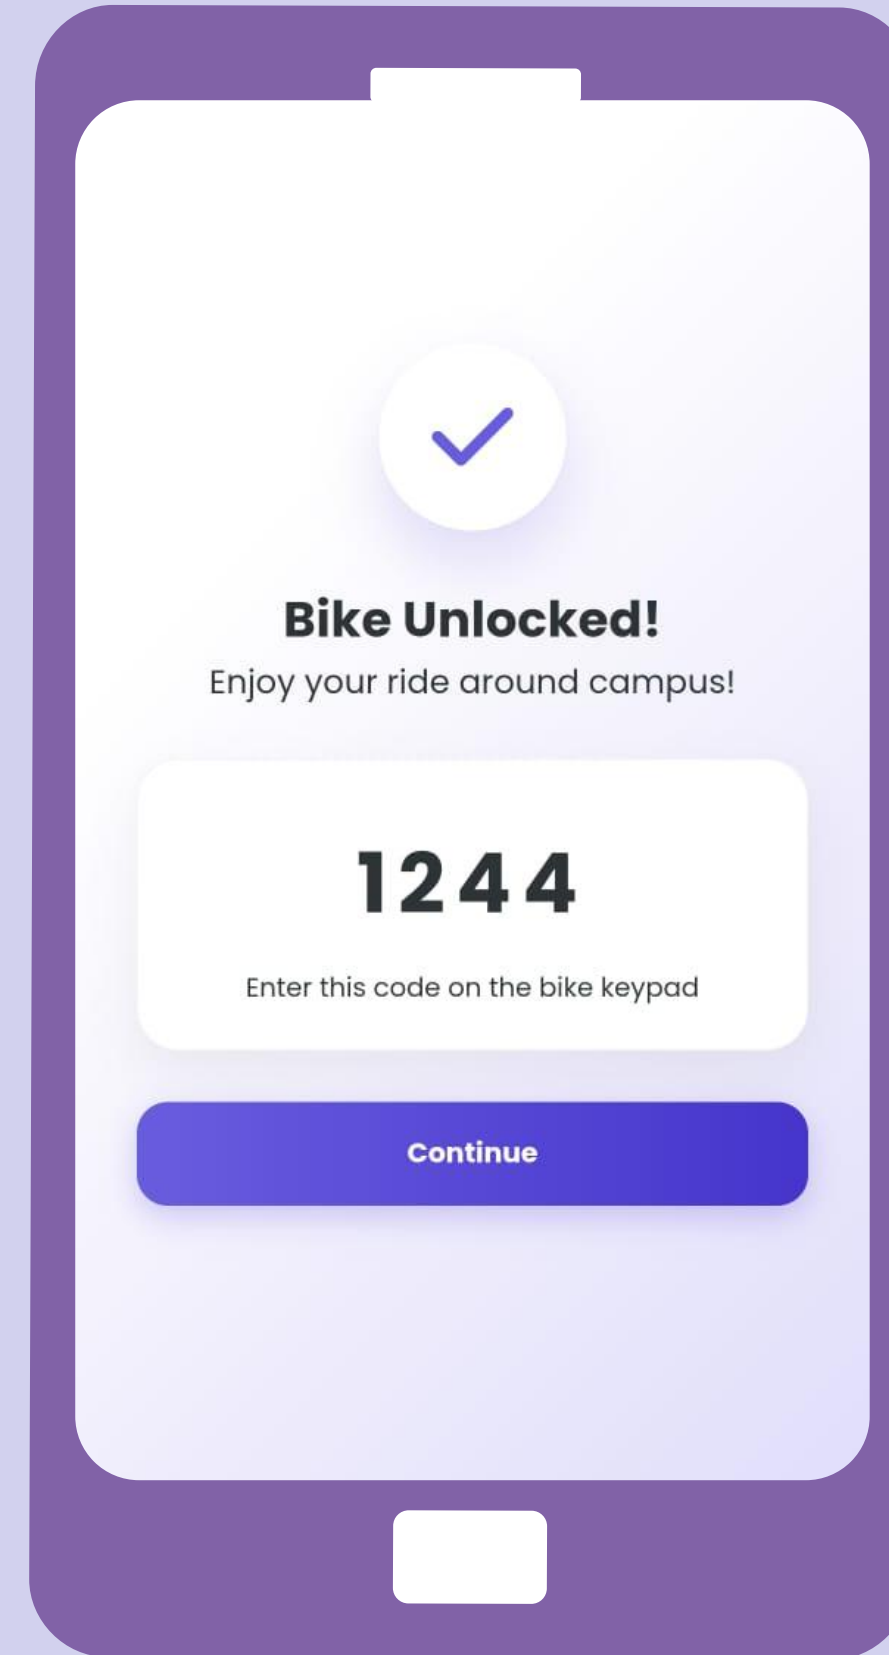 Bike Unlocked!
Enjoy your ride around campus!
1244
Enter this code on the bike keypad
Continue